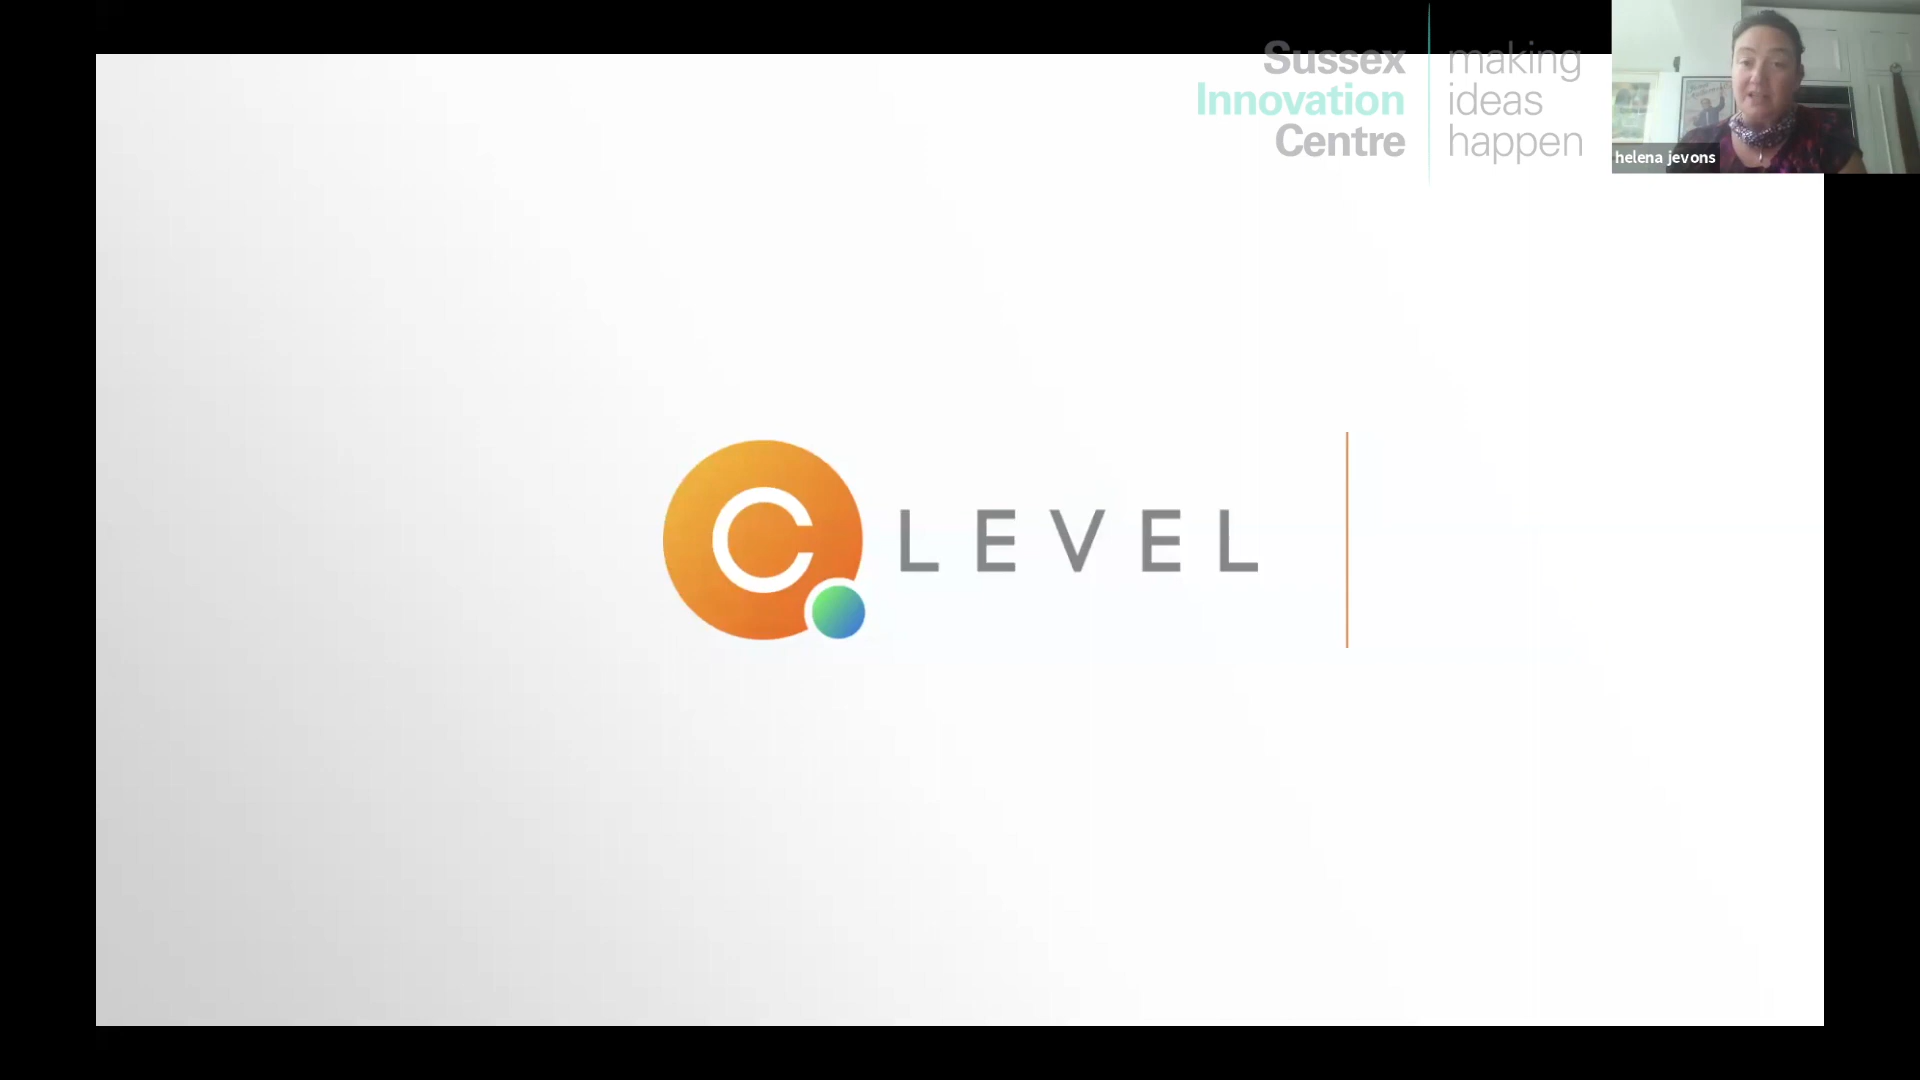 Sussex
Innovation
Centre
making
ideas
happen
helena jevons
C LEVEL